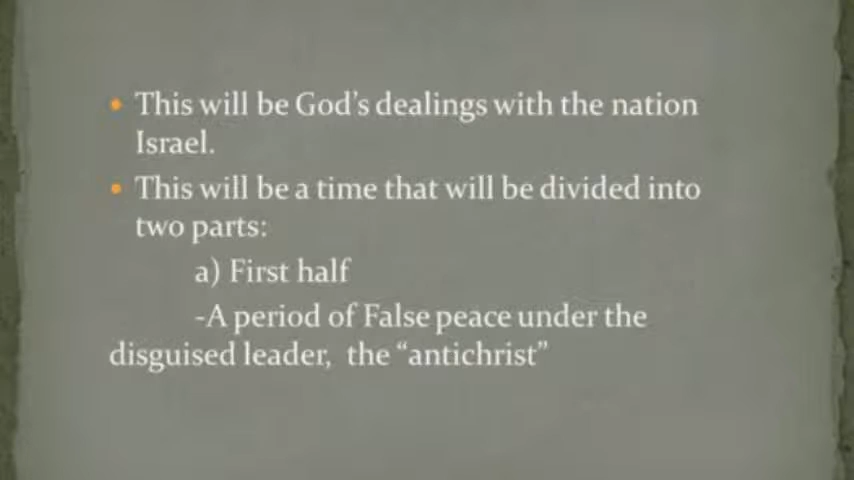 • This will be God's dealings with the nation
Israel.
• This will be a time that will be divided into
two parts:
a) First half
-A period of False peace under the
disguised leader, the “antichrist”